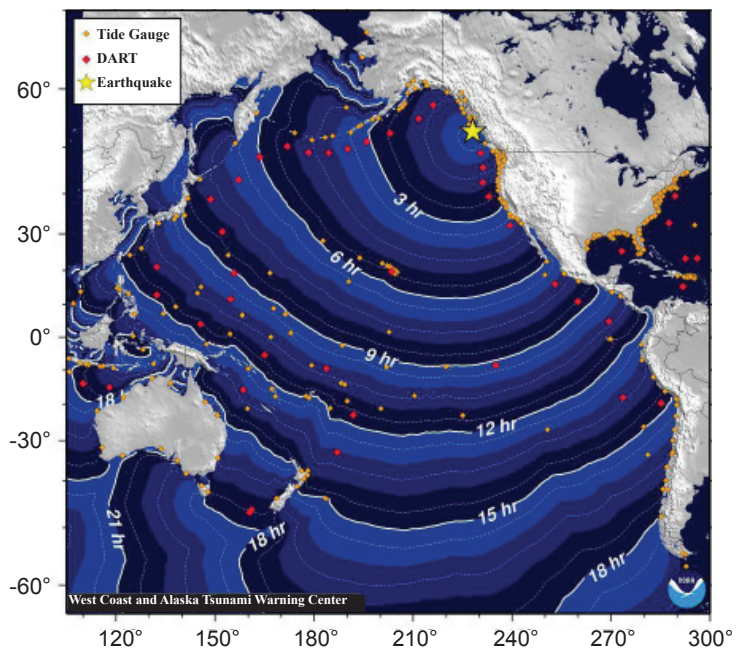 Tide Gauge
DART
Earthquake
60°
30°
0°
-30°
-60°
3 hr
6 hr
9 hr
12 hr
15 hr
18
18 hr
18 hr
21 hr
West Coast and Alaska Tsunami Warning Center
NOAA
120°
150°
180°
210°
240°
270°
300°